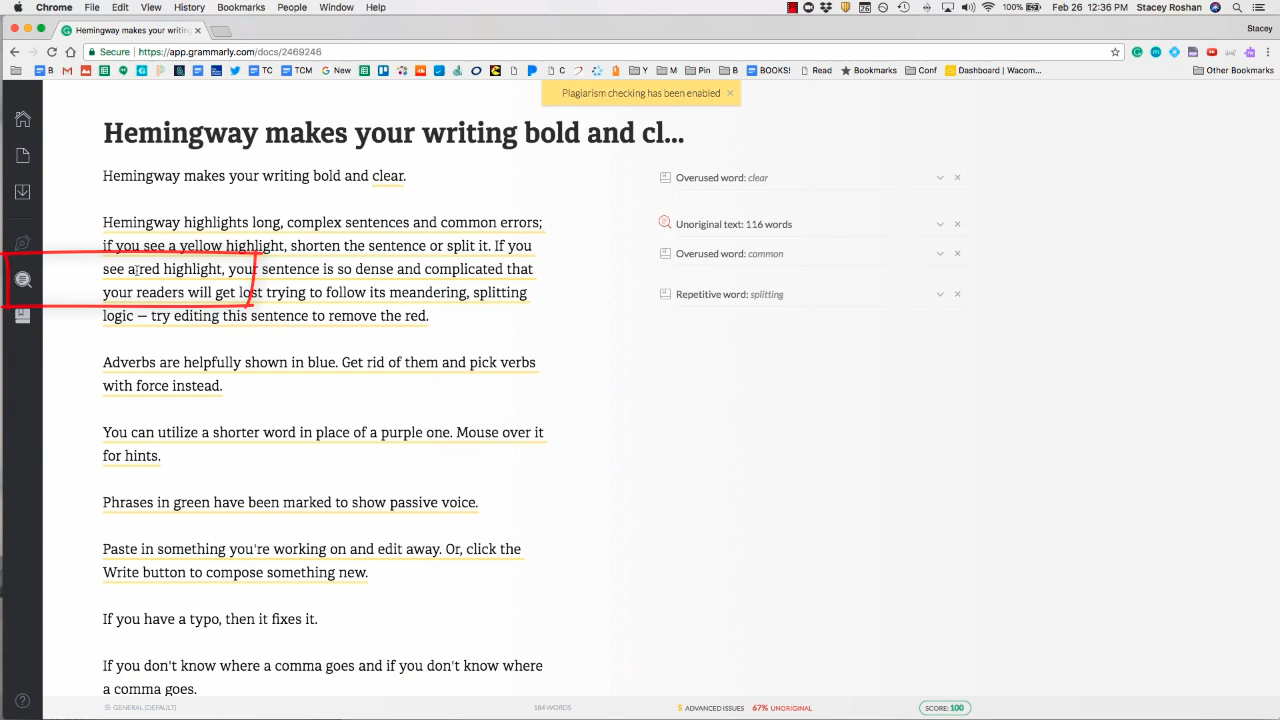 Chrome File Edit View History Bookmarks People Window Help
100% Feb 26 12:36 PM Stacey Roshan
Hemingway makes your writin
Stacey
Secure | https://app.grammarly.com/docs/2469246
B TC TCM New C Y M Pin B BOOKS! Read Bookmarks Conf Dashboard | Wacom... Other Bookmarks
Plagiarism checking has been enabled
Hemingway makes your writing bold and cl...
Hemingway makes your writing bold and clear.
Overused word: clear
Hemingway highlights long, complex sentences and common errors;
Unoriginal text: 116 words
if you see a yellow highlight, shorten the sentence or split it. If you
Overused word: common
see a red highlight, your sentence is so dense and complicated that
your readers will get lost trying to follow its meandering, splitting
Repetitive word: splitting
logic — try editing this sentence to remove the red.
Adverbs are helpfully shown in blue. Get rid of them and pick verbs
with force instead.
You can utilize a shorter word in place of a purple one. Mouse over it
for hints.
Phrases in green have been marked to show passive voice.
Paste in something you're working on and edit away. Or, click the
Write button to compose something new.
If you have a typo, then it fixes it.
If you don't know where a comma goes and if you don't know where
a comma goes.
GENERAL (DEFAULT) 184 WORDS 5 ADVANCED ISSUES 67% UNORIGINAL SCORE: 100